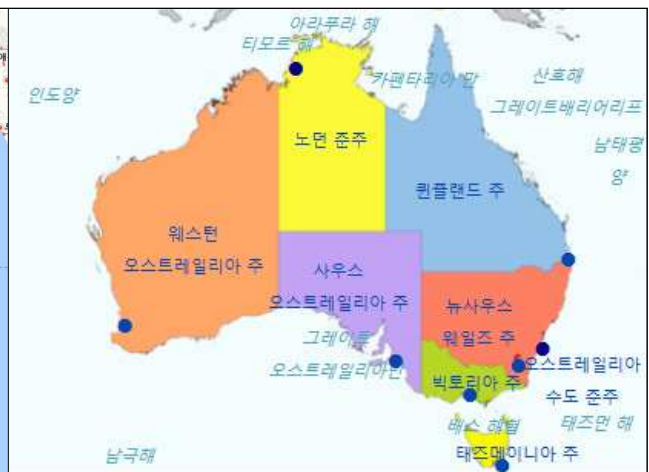 아라푸라 해
티모르 해
인도양
카펜타리아 만
산호해
그레이트배리어리프
남태평
양
노던 준주
퀸플랜드 주
웨스턴
오스트레일리아 주
사우스
오스트레일리아 주
뉴사우스
웨일즈 주
그레이트
오스트레일리아만
오스트레일리아
수도 준주
빅토리아 주
배스 해협
태즈먼 해
태즈메이니아 주
남극해